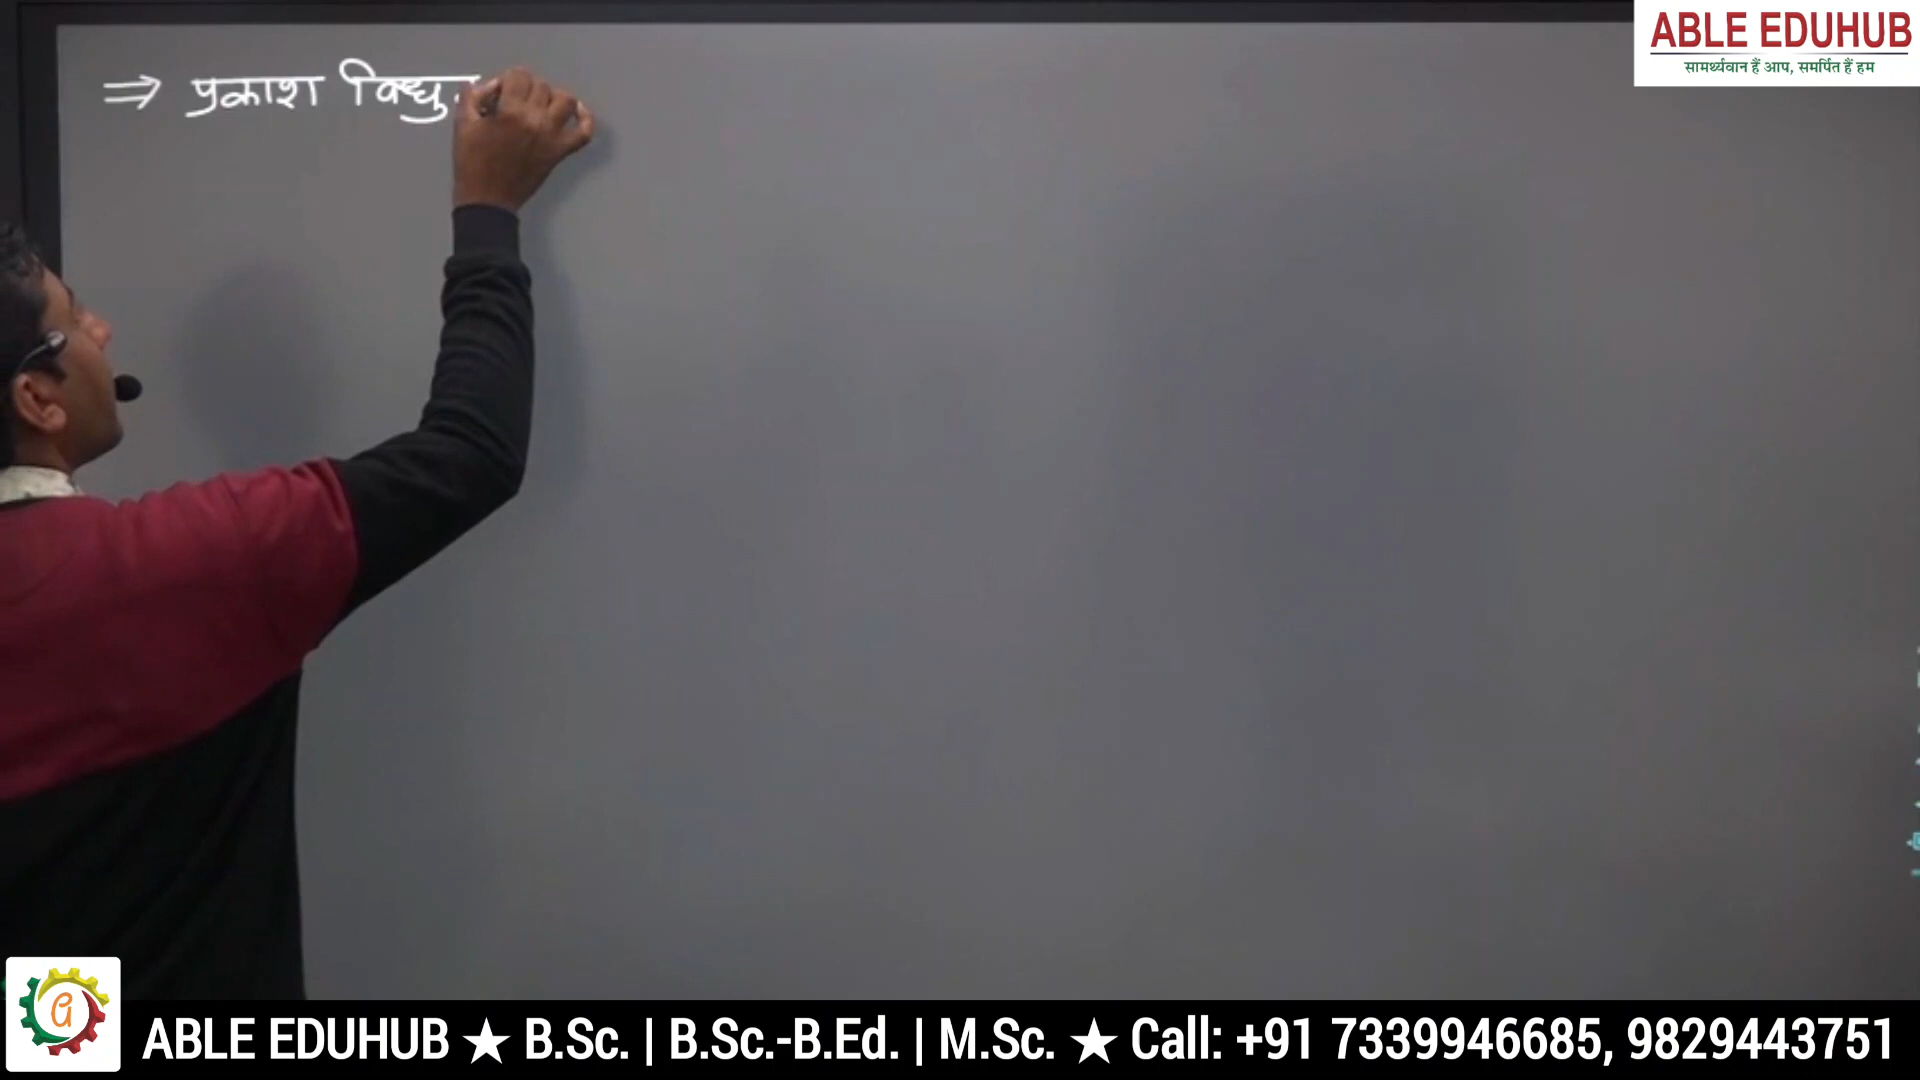 ABLE EDUHUB
सामर्थ्यवान हैं आप, समर्पित हैं हम
⇒ प्रकाश
ABLE EDUHUB ★ B.Sc. | B.Sc.-B.Ed. | M.Sc. ★ Call: +91 7339946685, 9829443751